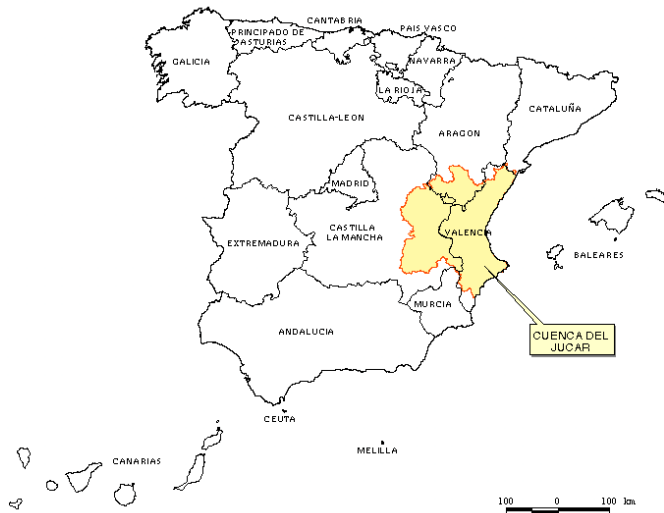 CANTABRIA
PAIS VASCO
PRINCIPADO DE
ASTURIAS
NAVARRA
GALICIA
LA RIOJA
CATALUÑA
CASTILLA-LEON
ARAGON
MADRID
CASTILLA
LA MANCHA
VALENCIA
EXTREMADURA
BALEARES
MURCIA
ANDALUCIA
CUENCA DEL
JUCAR
CEUTA
MELILLA
CANARIAS
100 0 100 km